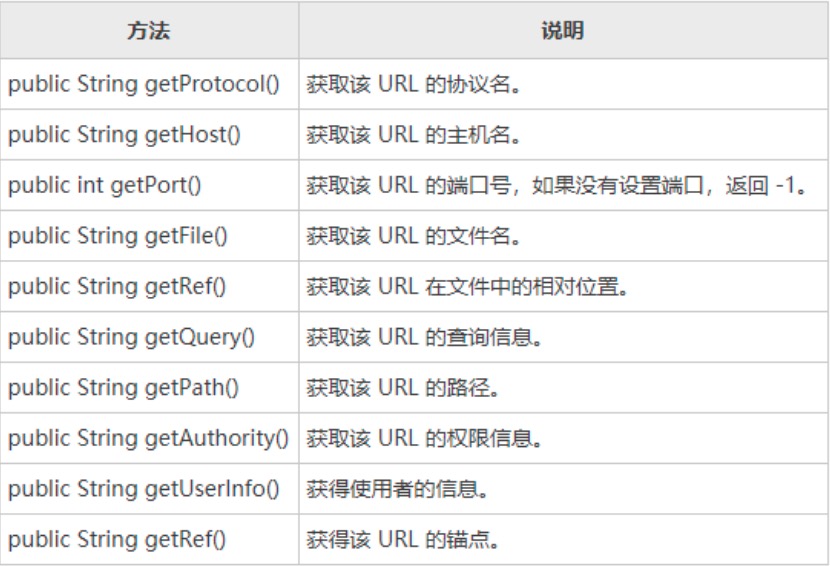 方法 说明
public String getProtocol() 获取该 URL 的协议名。
public String getHost() 获取该 URL 的主机名。
public int getPort() 获取该 URL 的端口号，如果没有设置端口，返回 -1。
public String getFile() 获取该 URL 的文件名。
public String getRef() 获取该 URL 在文件中的相对位置。
public String getQuery() 获取该 URL 的查询信息。
public String getPath() 获取该 URL 的路径。
public String getAuthority() 获取该 URL 的权限信息。
public String getUserInfo() 获得使用者的信息。
public String getRef() 获得该 URL 的锚点。